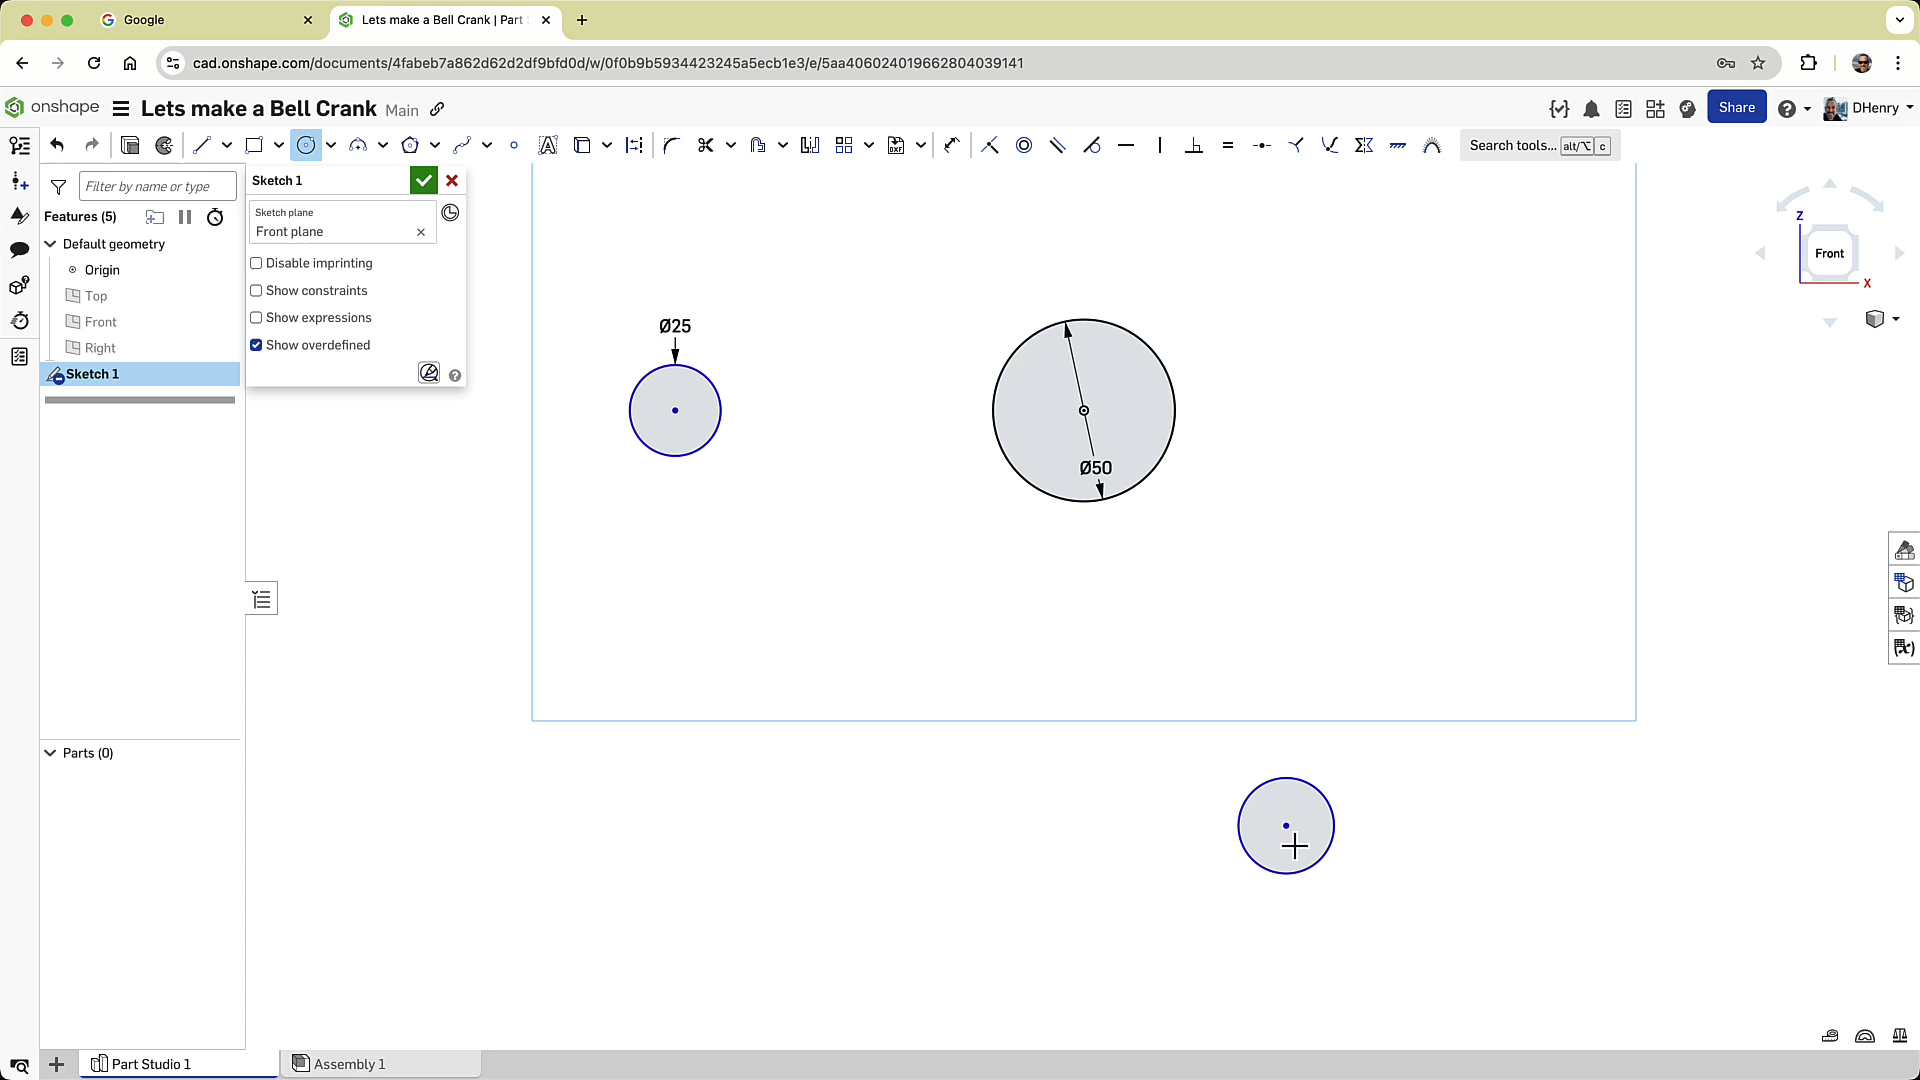 Google
Lets make a Bell Crank | Part
cad.onshape.com/documents/4fabeb7a862d62d2df9bfd0d/w/0f0b9b5934423245a5ecb1e3/e/5aa406024019662804039141
onshape
Lets make a Bell Crank Main
Share
DHenry
Search tools... alt/⌥ c
Filter by name or type
Features (5)
Default geometry
Origin
Top
Front
Right
Sketch 1
Sketch 1
Sketch plane
Front plane
Disable imprinting
Show constraints
Show expressions
Show overdefined
Ø25
Ø50
Z
Front
X
Parts (0)
Part Studio 1
Assembly 1